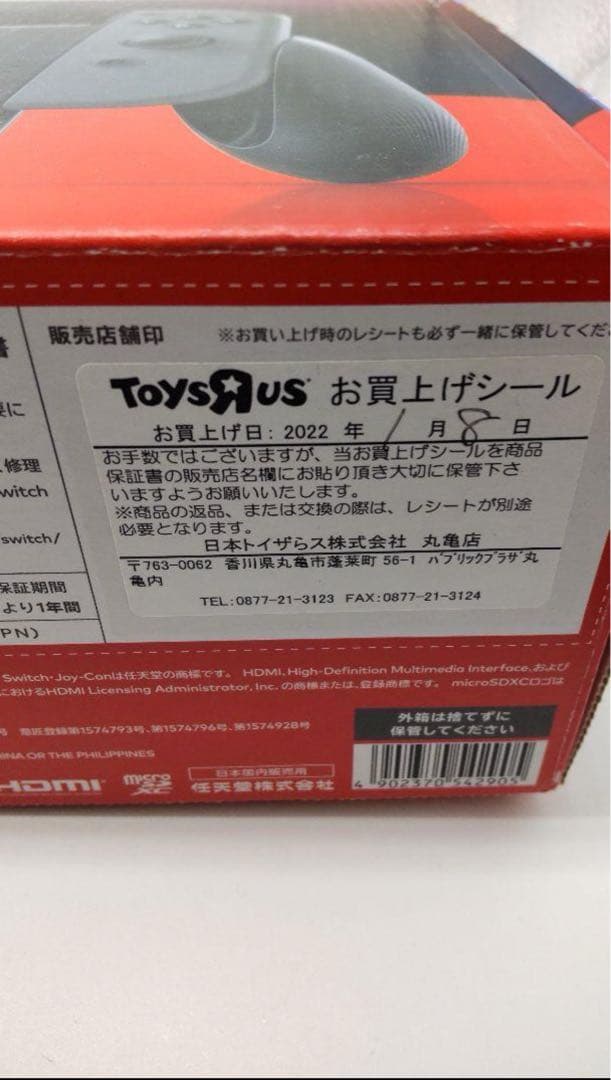 販売店舗印 ※お買い上げ時のレシートも必ず一緒に保管してくだ
TOYSЯUS お買上げシール
お買上げ日: 2022 年 1 月 8 日
お手数ではございますが、当お買上げシールを商品
保証書の販売店名欄にお貼り頂き大切に保管下さ
いますようお願いいたします。
※商品の返品、または交換の際は、レシートが別途
必要となります。
日本トイザらス株式会社 丸亀店
〒763-0062 香川県丸亀市蓬莱町 56-1 パブリックプラザ丸
亀内
TEL:0877-21-3123 FAX:0877-21-3124
要に
修理
witch
switch/
保証期間
より1年間
PN)
Switch・Joy-Conは任天堂の商標です。 HDMI、High-Definition Multimedia Interface、および
におけるHDMI Licensing Administrator, Inc. の商標または、登録商標です。 microSDXCロゴは
号 意匠登録第1574793号、第1574796号、第1574928号
INA OR THE PHILIPPINES
HDMI micro SD XC
日本国内販売用
任天堂株式会社
外箱は捨てずに
保管してください
4 902370 542905